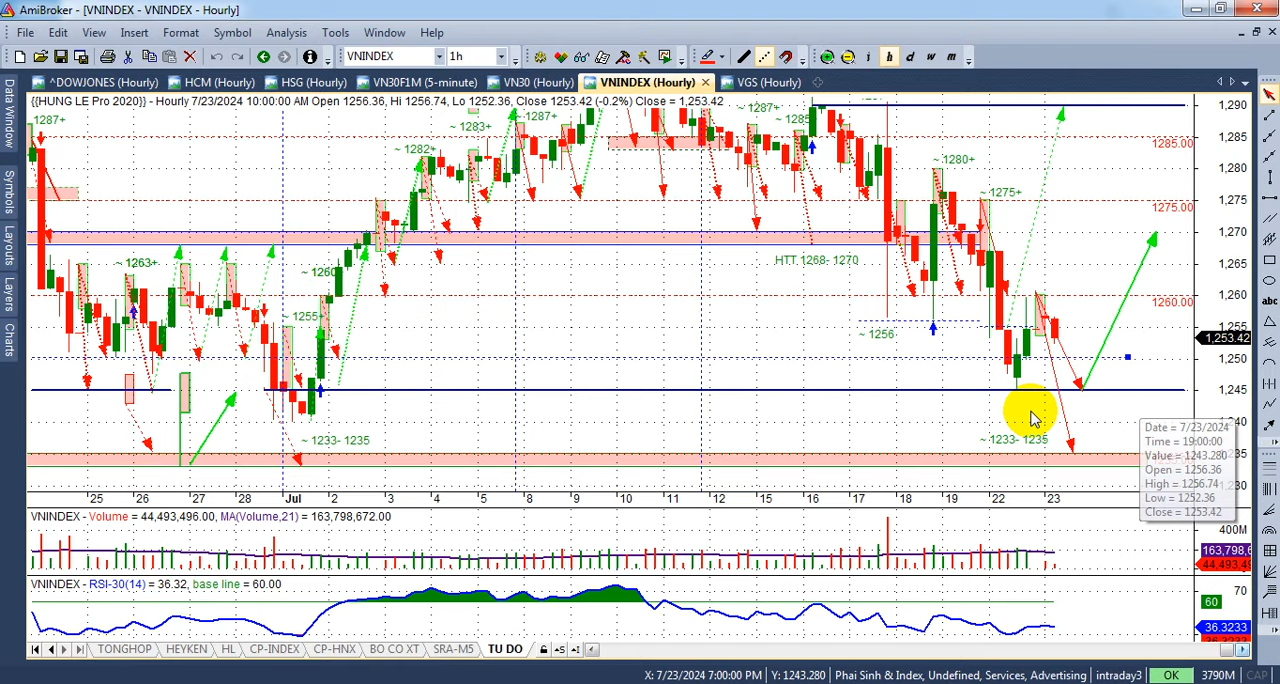 AmiBroker - [VNINDEX - VNINDEX - Hourly]
File Edit View Insert Format Symbol Analysis Tools Window Help
VNINDEX 1h i h d w m
^DOWJONES (Hourly) HCM (Hourly) HSG (Hourly) VN30F1M (5-minute) VN30 (Hourly) VNINDEX (Hourly) VGS (Hourly)
{{HUNG LE Pro 2020}} - Hourly 7/23/2024 10:00:00 AM Open 1256.36, Hi 1256.74, Lo 1252.36, Close 1253.42 (-0.2%) Close = 1,253.42
Data Window
Symbols
Layouts
Layers
Charts
abc
1287+
~ 1263+
~ 1255+
~ 1260
~ 1282+
~ 1283+
~ 1287+
~ 1287+
~ 1285
~ 1280+
~ 1275+
HTT. 1268- 1270
~ 1256
~ 1233- 1235
~ 1233- 1235
1285.00
1275.00
1260.00
1,290
1,285
1,280
1,275
1,270
1,265
1,260
1,255
1,253.42
1,250
1,245
1,240
1,230
Date = 7/23/2024
Time = 19:00:00
Value = 1243.280
Open = 1256.36
High = 1256.74
Low = 1252.36
Close = 1253.42
25 26 27 28 Jul 2 3 4 5 8 9 10 11 12 15 16 17 18 19 22 23
VNINDEX - Volume = 44,493,496.00, MA(Volume,21) = 163,798,672.00
400M
163,798,6
44,493,49
VNINDEX - RSI-30(14) = 36.32, base line = 60.00
70
60
36.3233
TONGHOP HEYKEN HL CP-INDEX CP-HNX BO CO XT SRA-M5 TU DO
X: 7/23/2024 7:00:00 PM Y: 1243.280 Phai Sinh & Index, Undefined, Services, Advertising intraday3 OK 3790M CAP